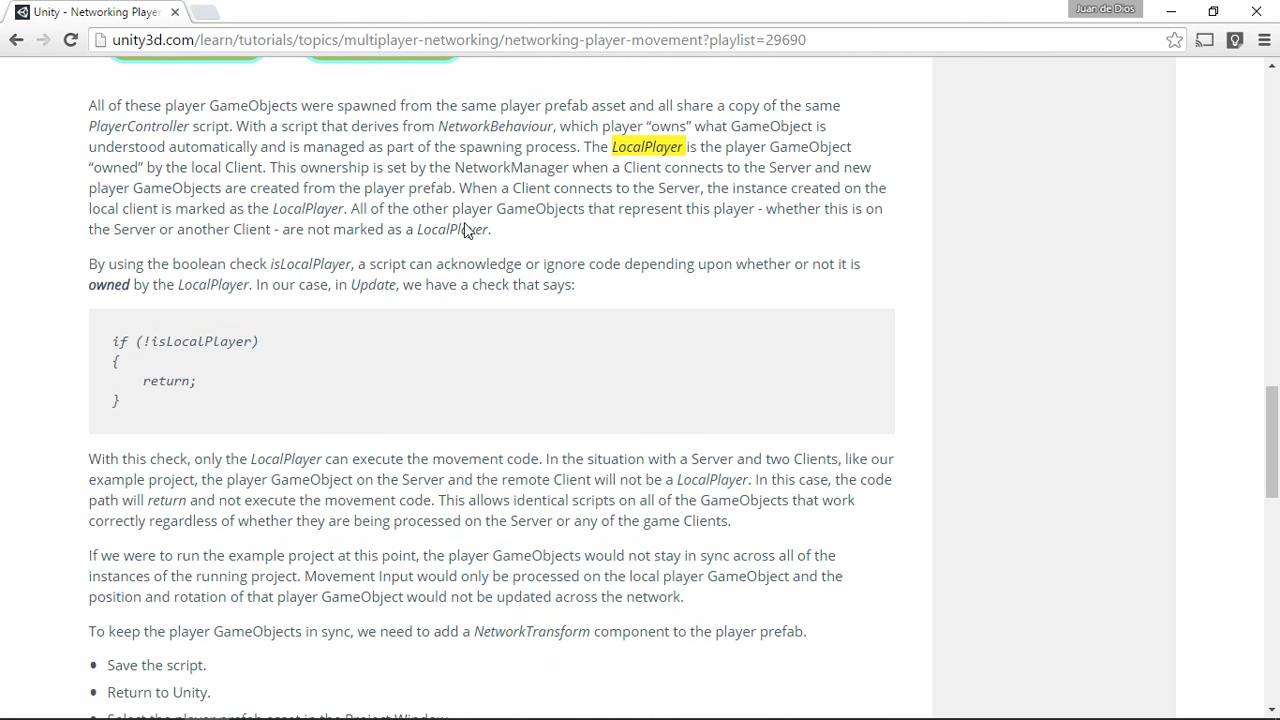 Unity - Networking Player
Juan de Dios
unity3d.com/learn/tutorials/topics/multiplayer-networking/networking-player-movement?playlist=29690
All of these player GameObjects were spawned from the same player prefab asset and all share a copy of the same
PlayerController script. With a script that derives from NetworkBehaviour, which player “owns” what GameObject is
understood automatically and is managed as part of the spawning process. The LocalPlayer is the player GameObject
“owned” by the local Client. This ownership is set by the NetworkManager when a Client connects to the Server and new
player GameObjects are created from the player prefab. When a Client connects to the Server, the instance created on the
local client is marked as the LocalPlayer. All of the other player GameObjects that represent this player - whether this is on
the Server or another Client - are not marked as a LocalPlayer.
By using the boolean check isLocalPlayer, a script can acknowledge or ignore code depending upon whether or not it is
owned by the LocalPlayer. In our case, in Update, we have a check that says:
if (!isLocalPlayer)
{
return;
}
With this check, only the LocalPlayer can execute the movement code. In the situation with a Server and two Clients, like our
example project, the player GameObject on the Server and the remote Client will not be a LocalPlayer. In this case, the code
path will return and not execute the movement code. This allows identical scripts on all of the GameObjects that work
correctly regardless of whether they are being processed on the Server or any of the game Clients.
If we were to run the example project at this point, the player GameObjects would not stay in sync across all of the
instances of the running project. Movement Input would only be processed on the local player GameObject and the
position and rotation of that player GameObject would not be updated across the network.
To keep the player GameObjects in sync, we need to add a NetworkTransform component to the player prefab.
• Save the script.
• Return to Unity.
• Select the player prefab asset in the Project Window.